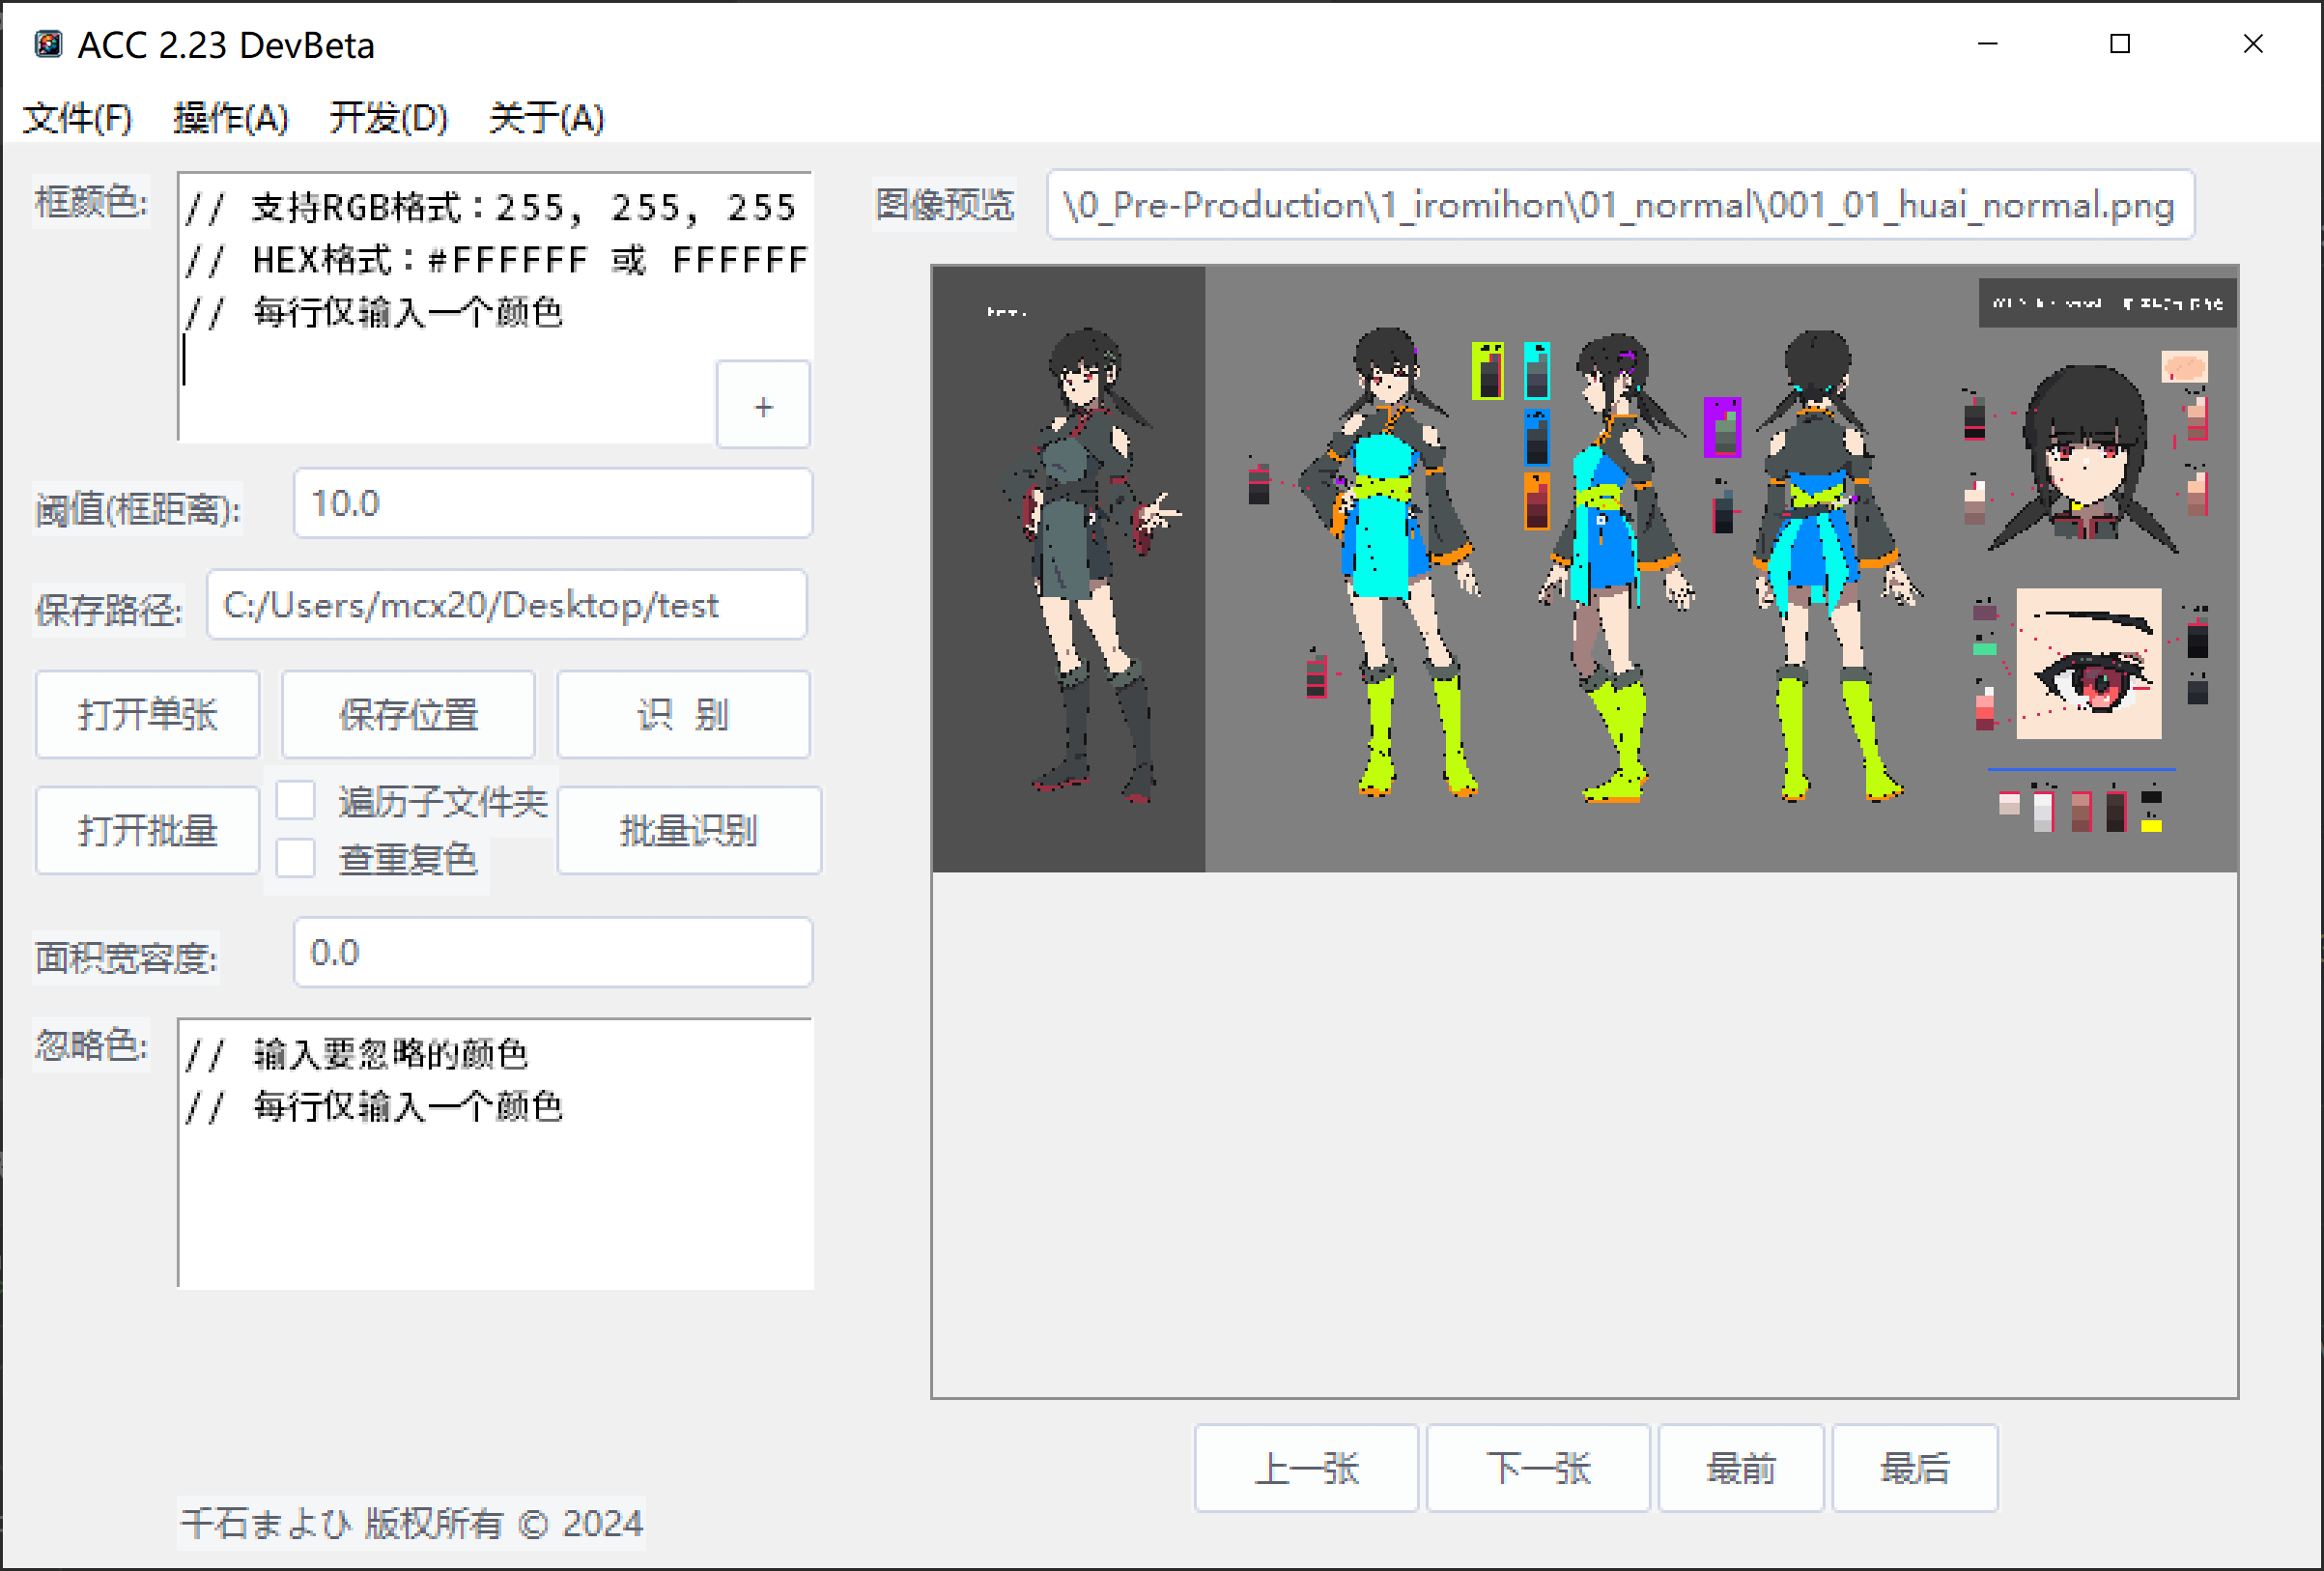 ACC 2.23 DevBeta
文件(F) 操作(A) 开发(D) 关于(A)
框颜色:
// 支持RGB格式：255, 255, 255
// HEX格式：#FFFFFF 或 FFFFFF
// 每行仅输入一个颜色
+
阈值(框距离):
10.0
保存路径:
C:/Users/mcx20/Desktop/test
打开单张
保存位置
识 别
打开批量
遍历子文件夹
查重复色
批量识别
面积宽容度:
0.0
忽略色:
// 输入要忽略的颜色
// 每行仅输入一个颜色
千石まよひ 版权所有 © 2024
图像预览
\0_Pre-Production\1_iromihon\01_normal\001_01_huai_normal.png
上一张
下一张
最前
最后